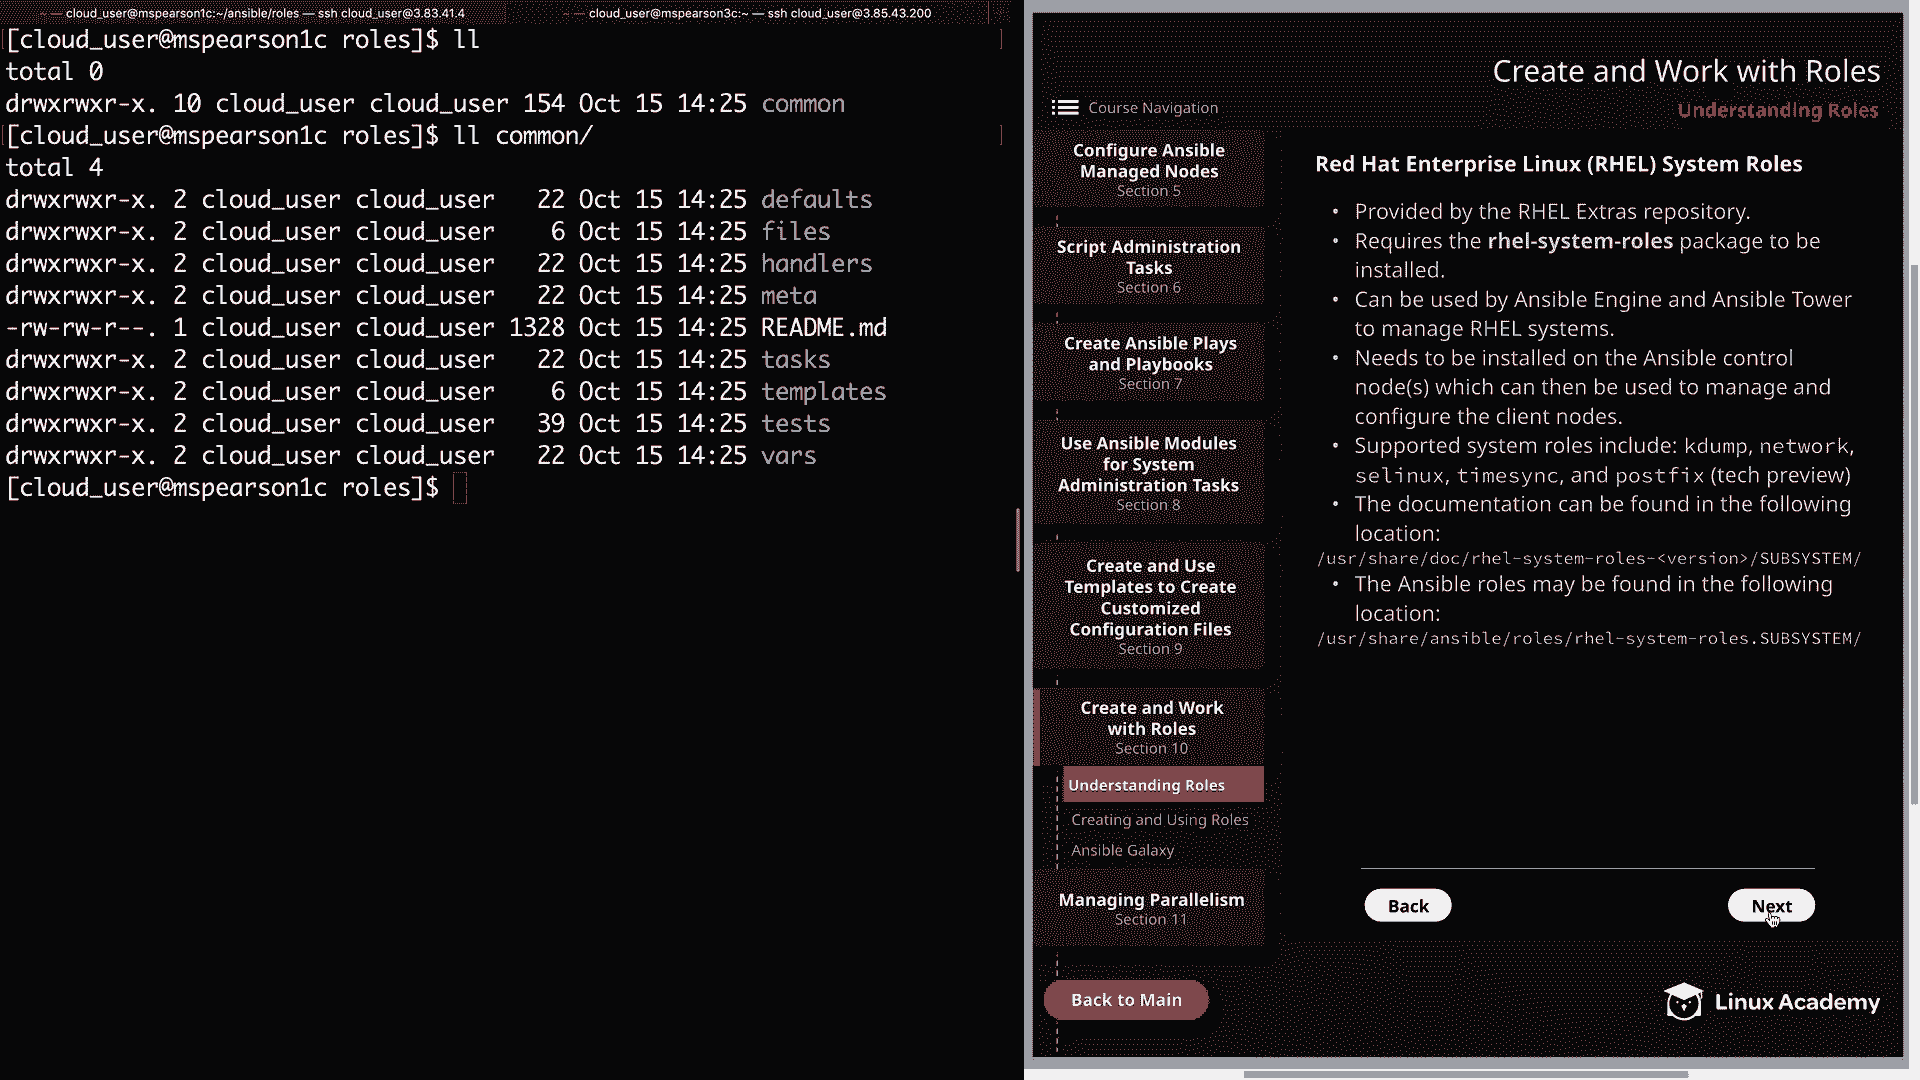 — cloud_user@mspearson1c:~/ansible/roles — ssh cloud_user@3.83.41.4
— cloud_user@mspearson3c:~ — ssh cloud_user@3.85.43.200
[cloud_user@mspearson1c roles]$ ll
total 0
drwxrwxr-x. 10 cloud_user cloud_user 154 Oct 15 14:25 common
[cloud_user@mspearson1c roles]$ ll common/
total 4
drwxrwxr-x. 2 cloud_user cloud_user   22 Oct 15 14:25 defaults
drwxrwxr-x. 2 cloud_user cloud_user    6 Oct 15 14:25 files
drwxrwxr-x. 2 cloud_user cloud_user   22 Oct 15 14:25 handlers
drwxrwxr-x. 2 cloud_user cloud_user   22 Oct 15 14:25 meta
-rw-rw-r--. 1 cloud_user cloud_user 1328 Oct 15 14:25 README.md
drwxrwxr-x. 2 cloud_user cloud_user   22 Oct 15 14:25 tasks
drwxrwxr-x. 2 cloud_user cloud_user    6 Oct 15 14:25 templates
drwxrwxr-x. 2 cloud_user cloud_user   39 Oct 15 14:25 tests
drwxrwxr-x. 2 cloud_user cloud_user   22 Oct 15 14:25 vars
[cloud_user@mspearson1c roles]$
Create and Work with Roles
Course Navigation
Understanding Roles
Configure Ansible
Managed Nodes
Section 5
Script Administration
Tasks
Section 6
Create Ansible Plays
and Playbooks
Section 7
Use Ansible Modules
for System
Administration Tasks
Section 8
Create and Use
Templates to Create
Customized
Configuration Files
Section 9
Create and Work
with Roles
Section 10
Understanding Roles
Creating and Using Roles
Ansible Galaxy
Managing Parallelism
Section 11
Back to Main
Red Hat Enterprise Linux (RHEL) System Roles
• Provided by the RHEL Extras repository.
• Requires the rhel-system-roles package to be
installed.
• Can be used by Ansible Engine and Ansible Tower
to manage RHEL systems.
• Needs to be installed on the Ansible control
node(s) which can then be used to manage and
configure the client nodes.
• Supported system roles include: kdump, network,
selinux, timesync, and postfix (tech preview)
• The documentation can be found in the following
location:
/usr/share/doc/rhel-system-roles-<version>/SUBSYSTEM/
• The Ansible roles may be found in the following
location:
/usr/share/ansible/roles/rhel-system-roles.SUBSYSTEM/
Back
Next
Linux Academy